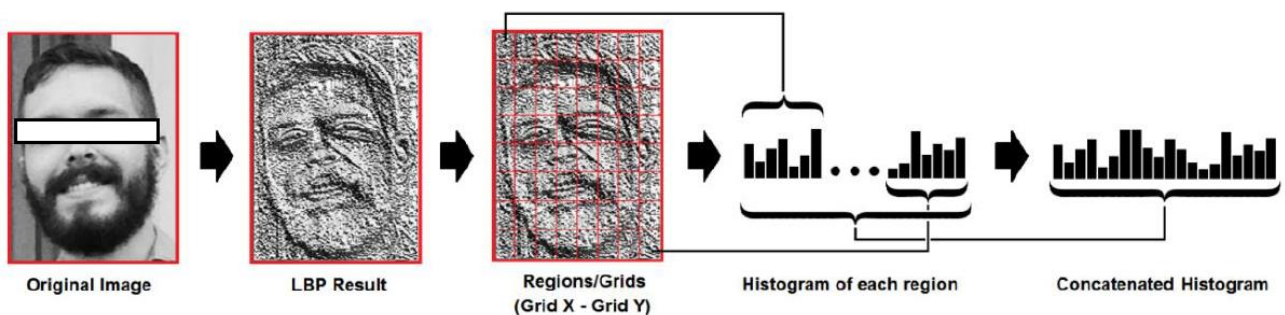 Original Image
LBP Result
Regions/Grids
(Grid X - Grid Y)
Histogram of each region
Concatenated Histogram